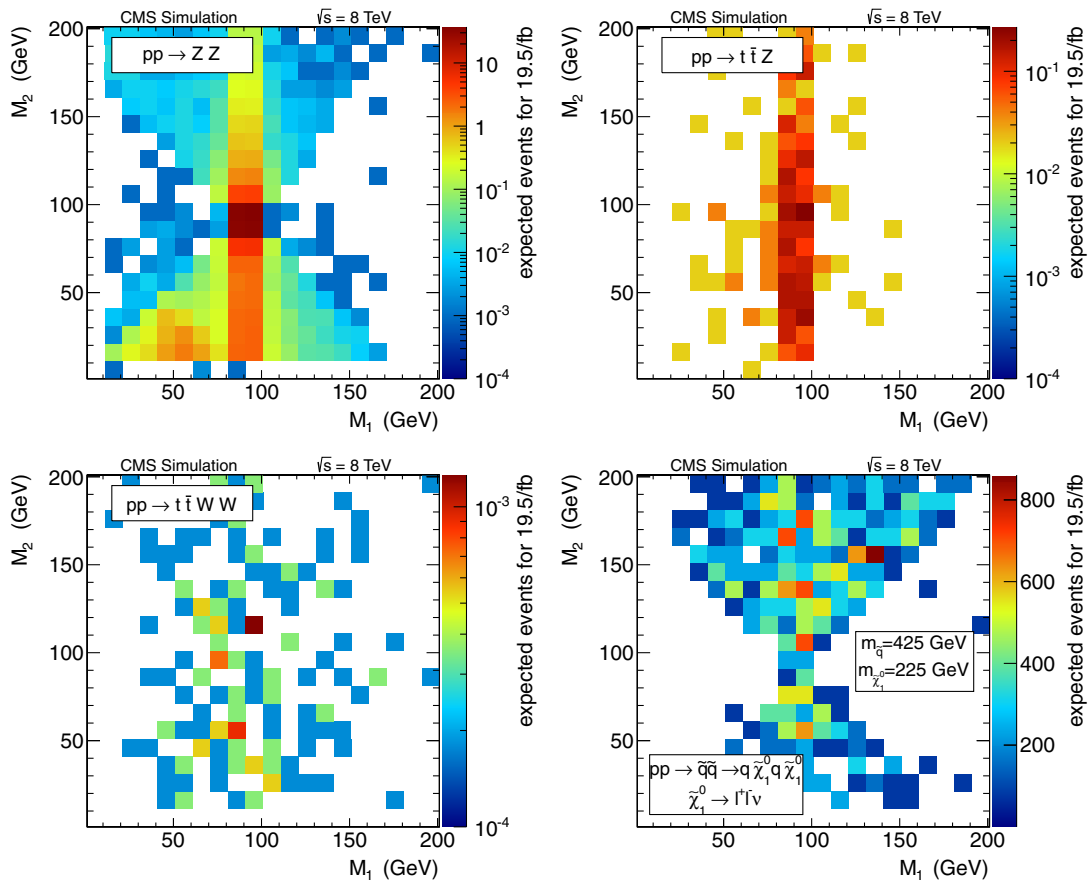 CMS Simulation √s = 8 TeV
pp → Z Z
M₂ (GeV)
200
150
100
50
50 100 150 200
M₁ (GeV)
10
1
10⁻¹
10⁻²
10⁻³
10⁻⁴
expected events for 19.5/fb
CMS Simulation √s = 8 TeV
pp → t t̄ Z
M₂ (GeV)
200
150
100
50
50 100 150 200
M₁ (GeV)
10⁻¹
10⁻²
10⁻³
10⁻⁴
expected events for 19.5/fb
CMS Simulation √s = 8 TeV
pp → t t̄ W W
M₂ (GeV)
200
150
100
50
50 100 150 200
M₁ (GeV)
10⁻³
10⁻⁴
expected events for 19.5/fb
CMS Simulation √s = 8 TeV
M₂ (GeV)
200
150
100
50
m_q̃=425 GeV
m_χ̃₁⁰=225 GeV
pp → q̃q̃ → q χ̃₁⁰ q χ̃₁⁰
χ̃₁⁰ → l⁺l⁻ν
50 100 150 200
M₁ (GeV)
800
600
400
200
expected events for 19.5/fb